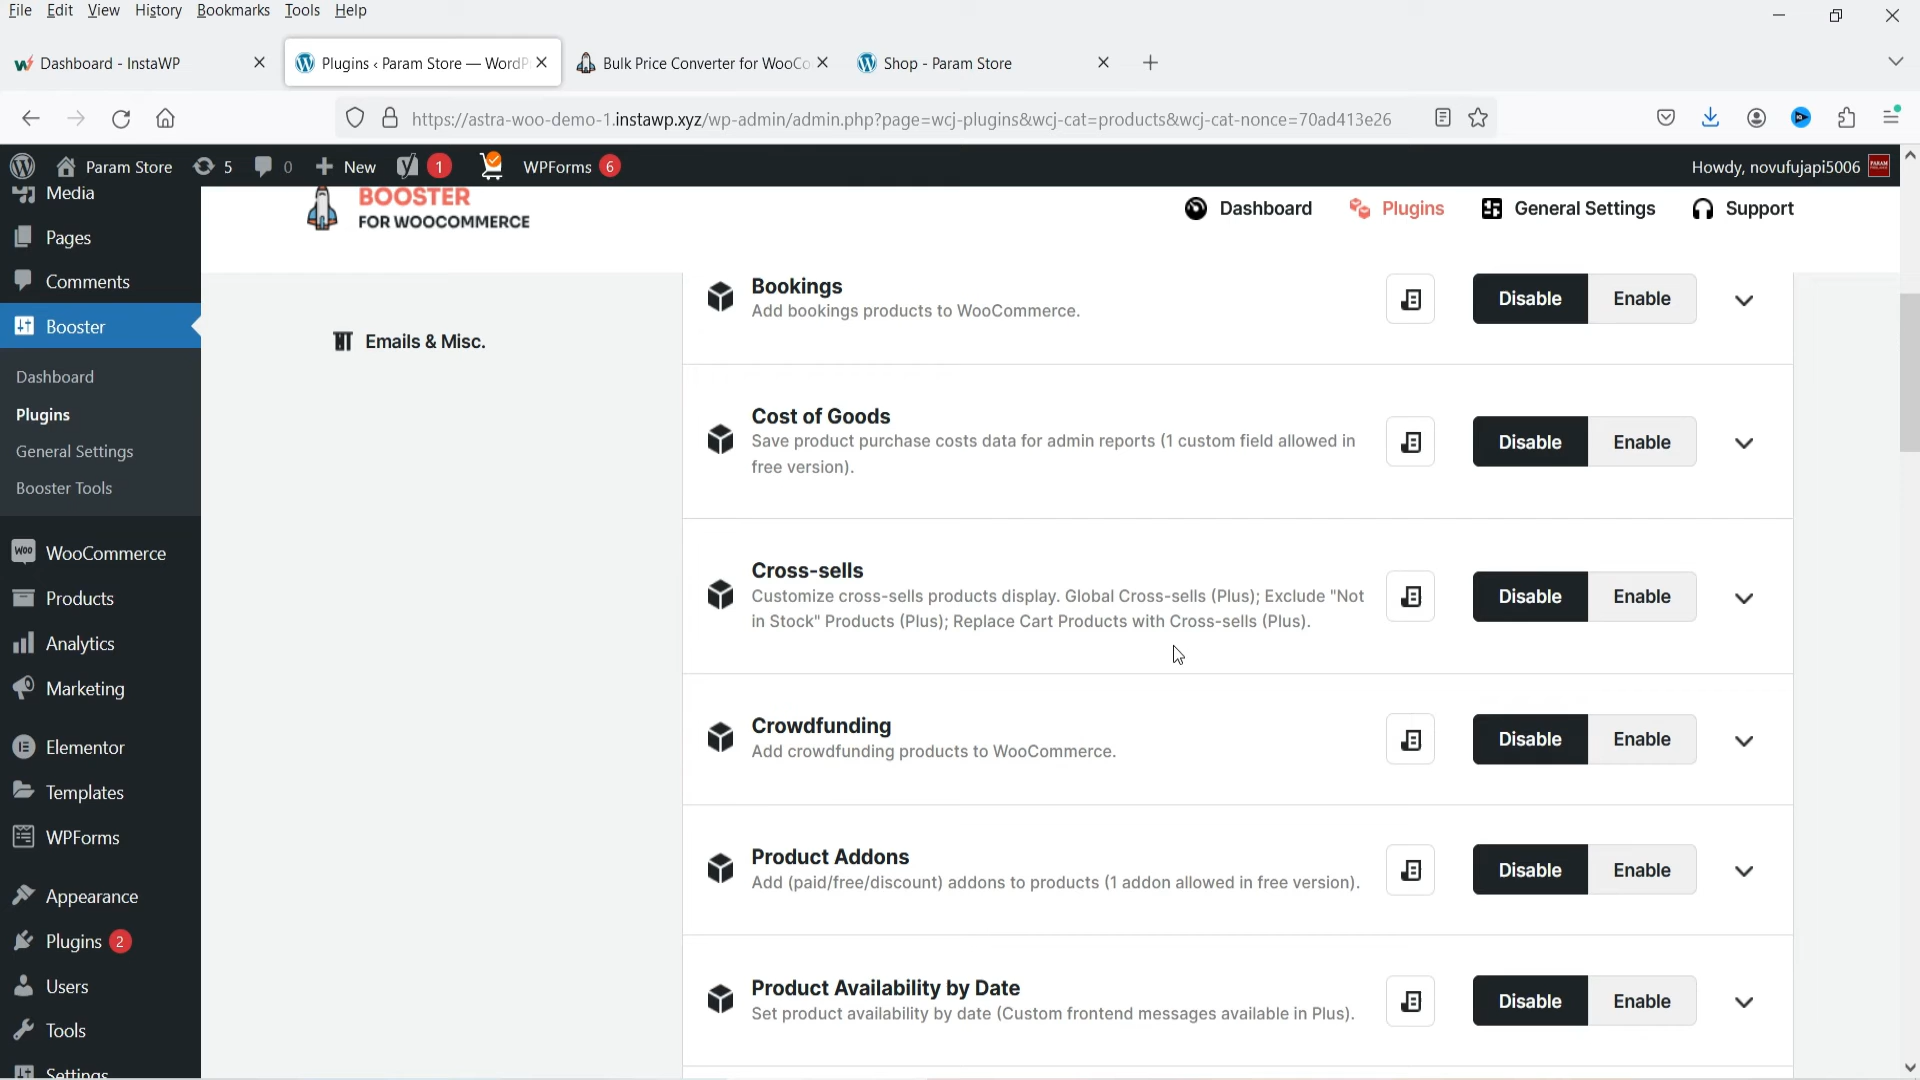 File Edit View History Bookmarks Tools Help
Dashboard - InstaWP
Plugins ‹ Param Store — WordP
Bulk Price Converter for WooCo
Shop - Param Store
https://astra-woo-demo-1.instawp.xyz/wp-admin/admin.php?page=wcj-plugins&wcj-cat=products&wcj-cat-nonce=70ad413e26
Param Store 5 0 New 1 WPForms 6
Howdy, novufujapi5006
Media
Pages
Comments
Booster
Dashboard
Plugins
General Settings
Booster Tools
WooCommerce
Products
Analytics
Marketing
Elementor
Templates
WPForms
Appearance
Plugins 2
Users
Tools
Settings
BOOSTER
FOR WOOCOMMERCE
Dashboard Plugins General Settings Support
Emails & Misc.
Bookings
Add bookings products to WooCommerce.
Disable Enable
Cost of Goods
Save product purchase costs data for admin reports (1 custom field allowed in
free version).
Disable Enable
Cross-sells
Customize cross-sells products display. Global Cross-sells (Plus); Exclude "Not
in Stock" Products (Plus); Replace Cart Products with Cross-sells (Plus).
Disable Enable
Crowdfunding
Add crowdfunding products to WooCommerce.
Disable Enable
Product Addons
Add (paid/free/discount) addons to products (1 addon allowed in free version).
Disable Enable
Product Availability by Date
Set product availability by date (Custom frontend messages available in Plus).
Disable Enable